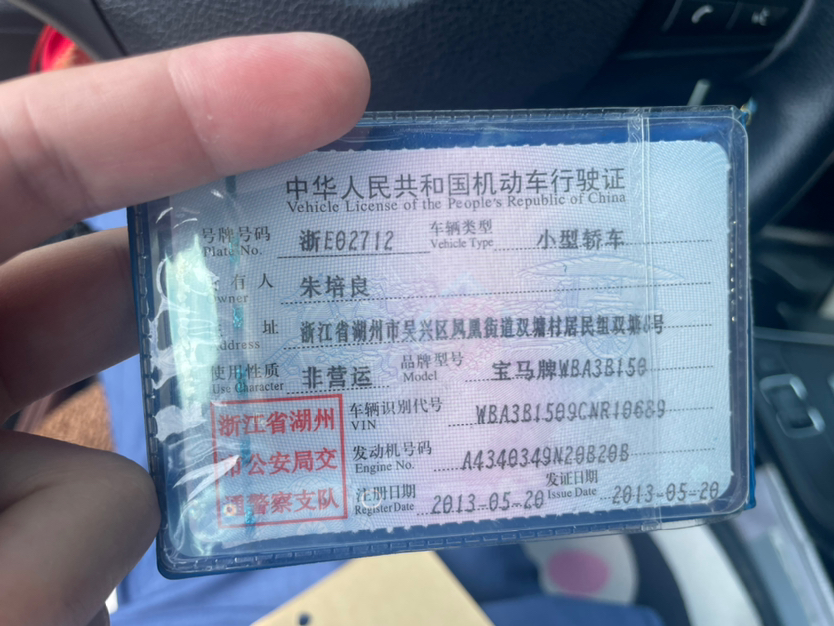 中华人民共和国机动车行驶证
Vehicle License of the People's Republic of China
号牌号码 浙E02712 车辆类型 小型轿车
Plate No. Vehicle Type
有人 朱培良
Owner
址 浙江省湖州市吴兴区凤凰街道双塘村居民组双塘号
Address
使用性质 非营运 品牌型号 宝马牌WBA3B150
Use Character Model
浙江省湖州
市公安局交
通警察支队
车辆识别代号 WBA3B1509CNR10689
VIN
发动机号码 A4340349N20B20B
Engine No.
注册日期 2013-05-20 发证日期 2013-05-20
Register Date Issue Date